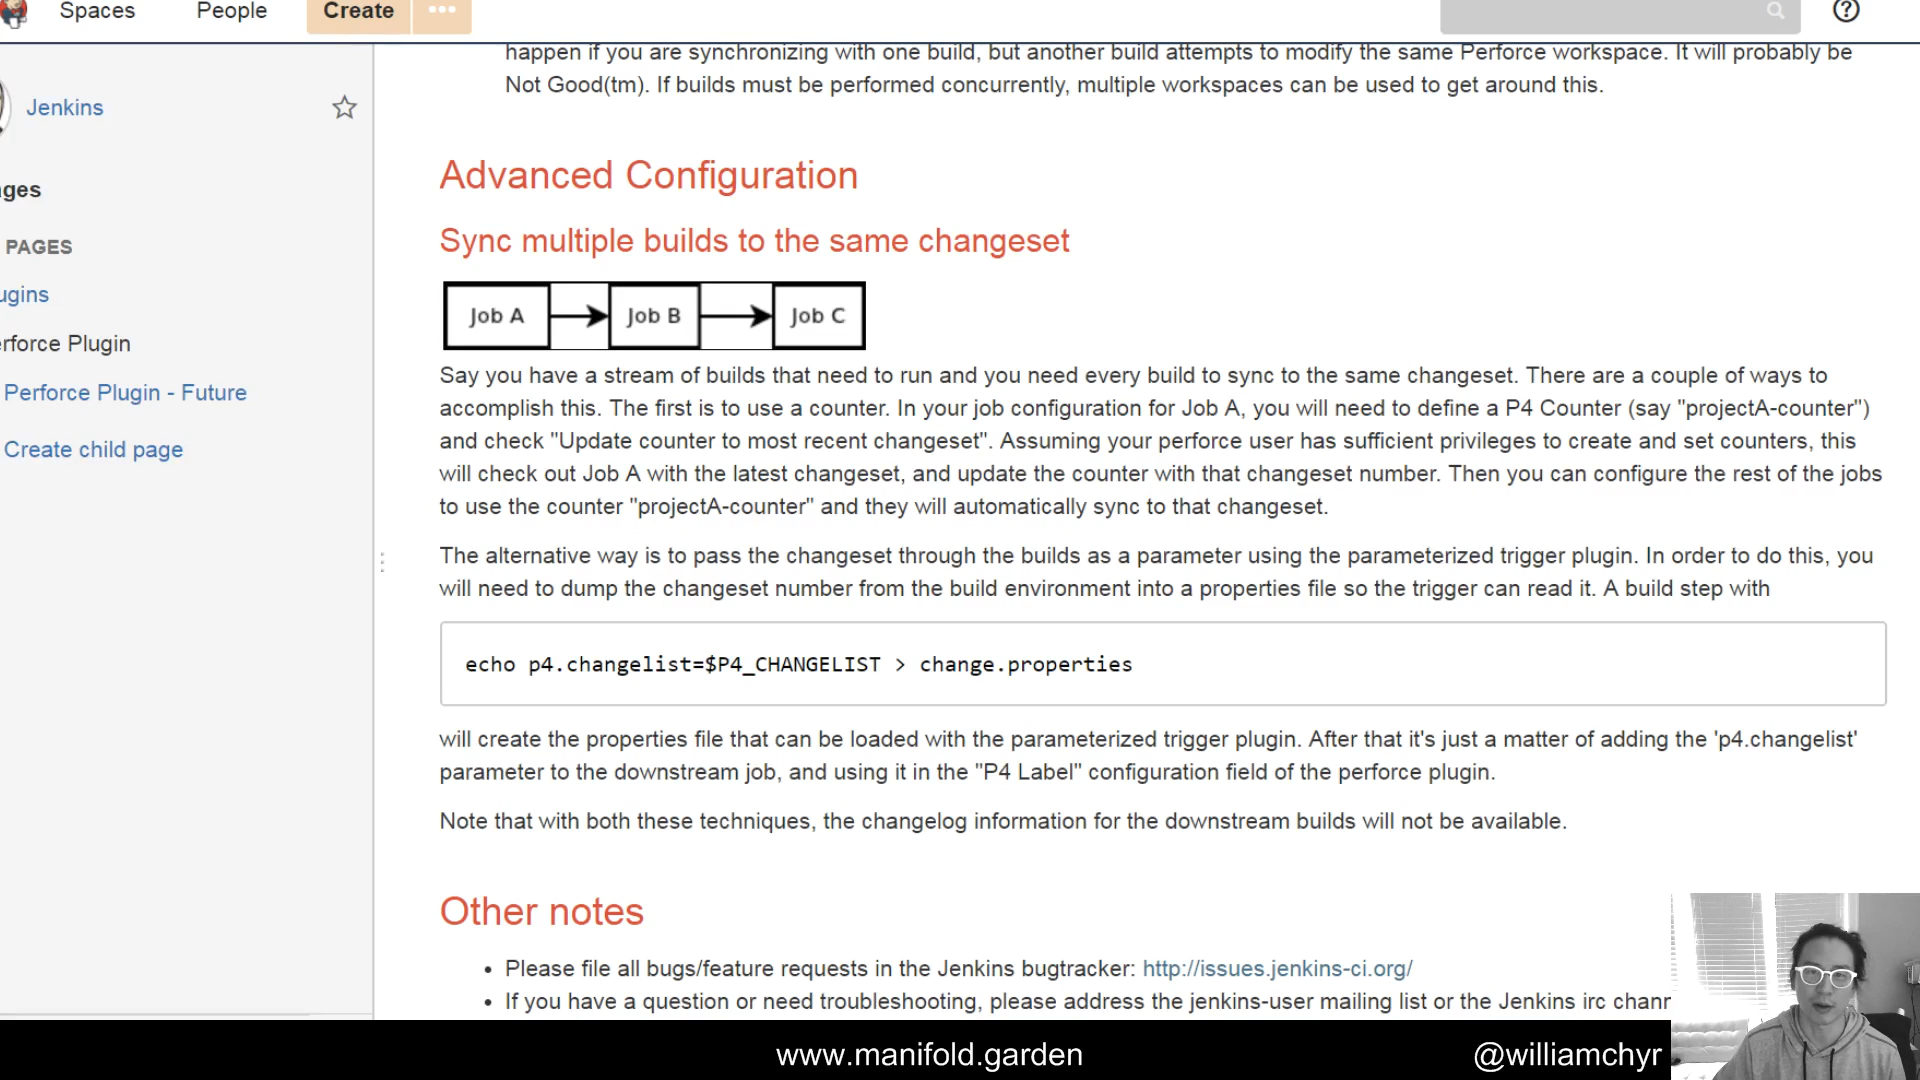 Spaces
People
Create
•••
Jenkins
ges
PAGES
ugins
erforce Plugin
Perforce Plugin - Future
Create child page
happen if you are synchronizing with one build, but another build attempts to modify the same Perforce workspace. It will probably be
Not Good(tm). If builds must be performed concurrently, multiple workspaces can be used to get around this.
Advanced Configuration
Sync multiple builds to the same changeset
Job A
Job B
Job C
Say you have a stream of builds that need to run and you need every build to sync to the same changeset. There are a couple of ways to
accomplish this. The first is to use a counter. In your job configuration for Job A, you will need to define a P4 Counter (say "projectA-counter")
and check "Update counter to most recent changeset". Assuming your perforce user has sufficient privileges to create and set counters, this
will check out Job A with the latest changeset, and update the counter with that changeset number. Then you can configure the rest of the jobs
to use the counter "projectA-counter" and they will automatically sync to that changeset.
The alternative way is to pass the changeset through the builds as a parameter using the parameterized trigger plugin. In order to do this, you
will need to dump the changeset number from the build environment into a properties file so the trigger can read it. A build step with
echo p4.changelist=$P4_CHANGELIST > change.properties
will create the properties file that can be loaded with the parameterized trigger plugin. After that it's just a matter of adding the 'p4.changelist'
parameter to the downstream job, and using it in the "P4 Label" configuration field of the perforce plugin.
Note that with both these techniques, the changelog information for the downstream builds will not be available.
Other notes
• Please file all bugs/feature requests in the Jenkins bugtracker: http://issues.jenkins-ci.org/
• If you have a question or need troubleshooting, please address the jenkins-user mailing list or the Jenkins irc chann
www.manifold.garden
@williamchyr